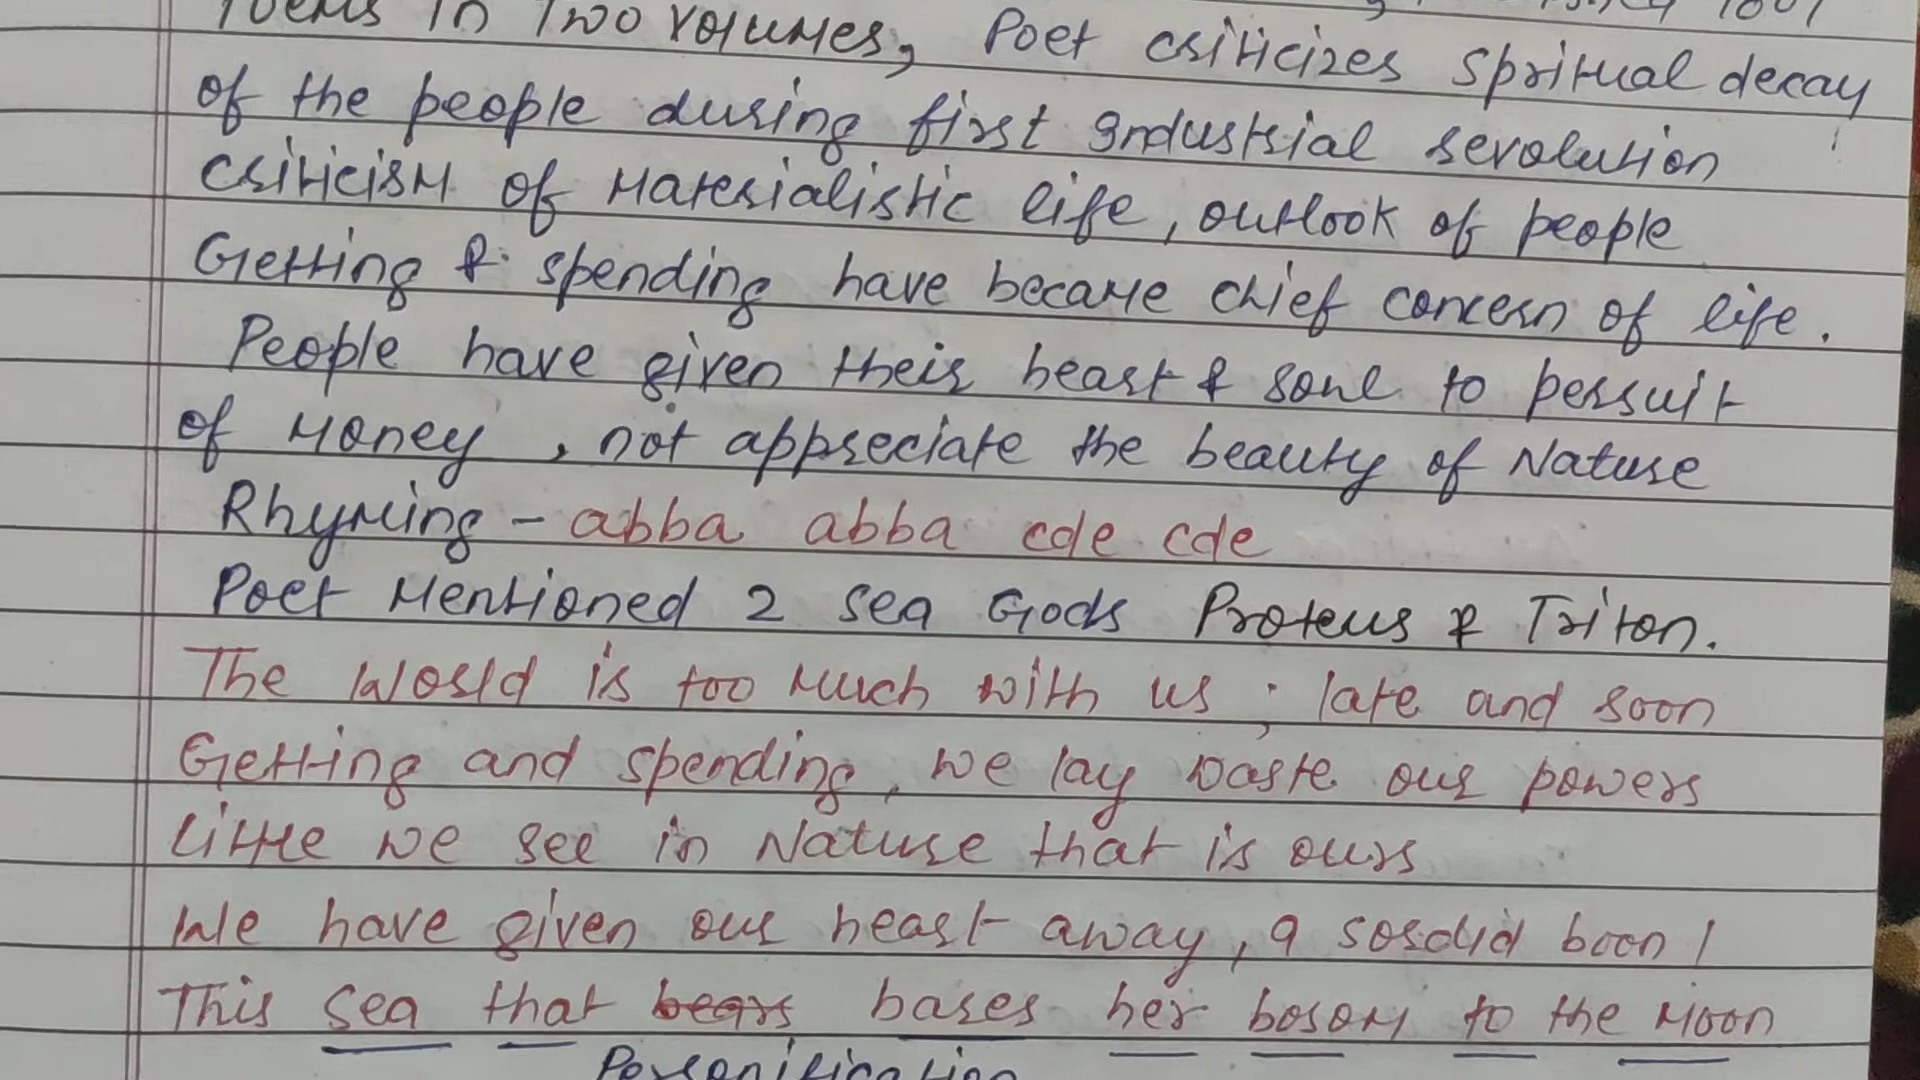 Poems in Two Volumes, Poet criticizes Spritual decay
of the people during first Industrial revolution
criticism of Materialistic life, outlook of people
Getting & spending have became chief concern of life.
People have given their heart & soul to persuit
of Money, not appreciate the beauty of Nature
Rhyming - abba abba cde cde
Poet Mentioned 2 sea Gods Proteus & Triton.
The World is too Much with us ; late and soon
Getting and spending, we lay waste our powers
Little we see in Nature that is ours
We have given our heart away, a sordid boon!
This sea that bears bares her bosom to the Moon
Personification